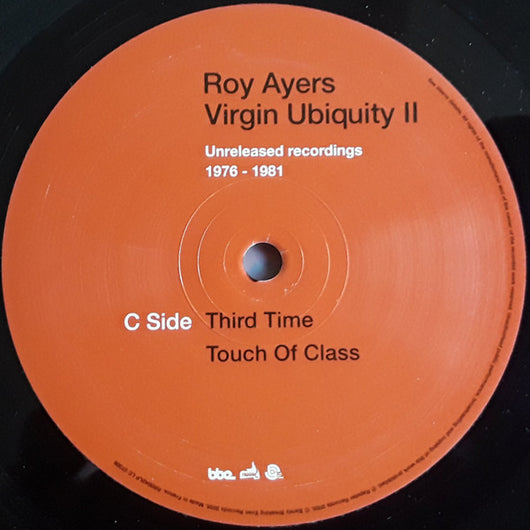 Roy Ayers
Virgin Ubiquity II
Unreleased recordings
1976 - 1981
C Side Third Time
Touch Of Class
bbe